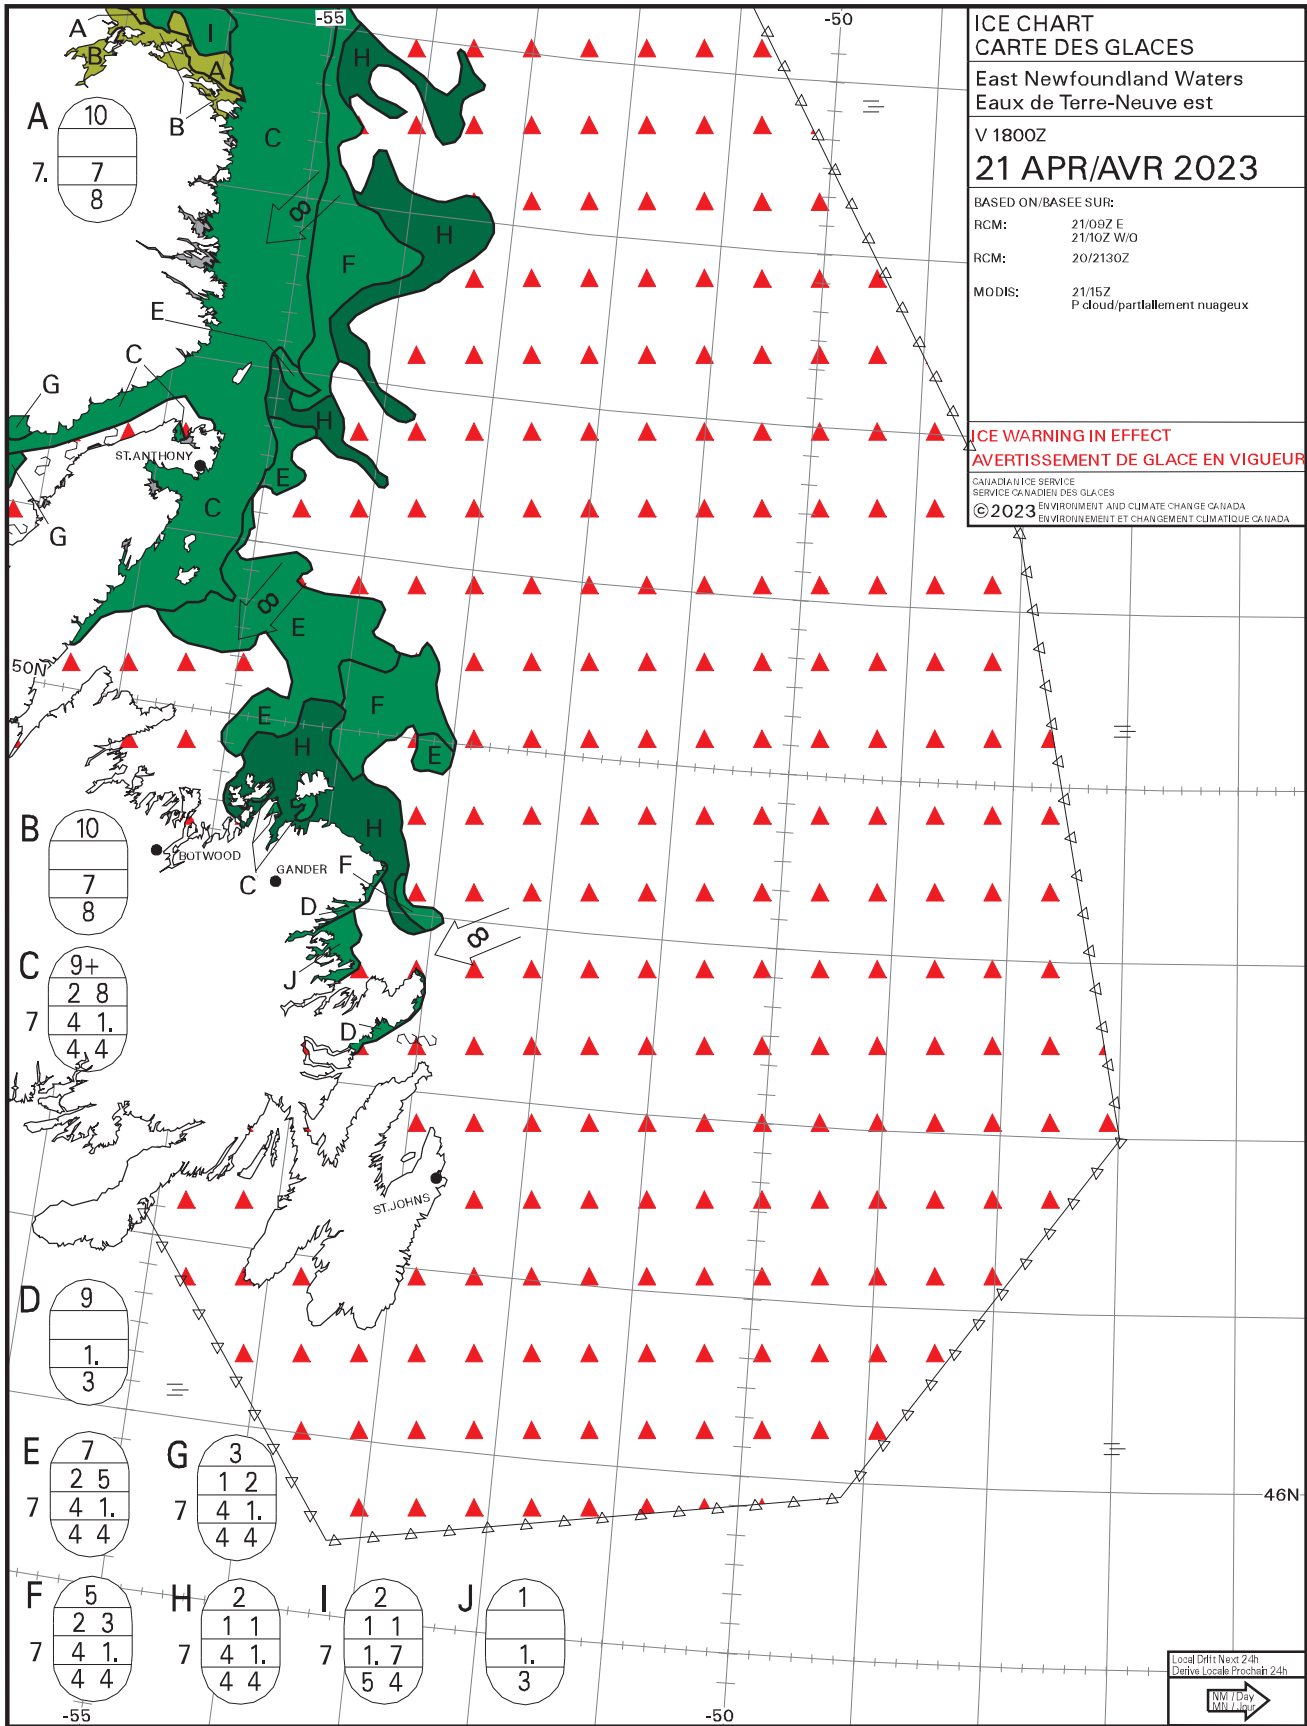 -55
-50
ICE CHART
CARTE DES GLACES
East Newfoundland Waters
Eaux de Terre-Neuve est
V 1800Z
21 APR/AVR 2023
BASED ON/BASEE SUR:
RCM: 21/09Z E
21/10Z W/O
RCM: 20/2130Z
MODIS: 21/15Z
P cloud/partiallement nuageux
ICE WARNING IN EFFECT
AVERTISSEMENT DE GLACE EN VIGUEUR
CANADIAN ICE SERVICE
SERVICE CANADIEN DES GLACES
©2023 ENVIRONMENT AND CLIMATE CHANGE CANADA
ENVIRONNEMENT ET CHANGEMENT CLIMATIQUE CANADA
A
I
H
B
A
B
C
A
10
7.
7
8
8
H
F
E
C
G
H
ST.ANTHONY
E
C
G
8
E
50N
F
E
H
E
B
10
7
8
H
BOTWOOD
GANDER
F
C
D
8
J
D
C
9+
2 8
7
4 1.
4 4
ST.JOHNS
D
9
1.
3
E
7
2 5
7
4 1.
4 4
G
3
1 2
7
4 1.
4 4
46N
F
5
2 3
7
4 1.
4 4
H
2
1 1
7
4 1.
4 4
I
2
1 1
7
1. 7
5 4
J
1
1.
3
Local Drift Next 24h
Derive Locale Prochain 24h
NM / Day
MN / Jour
-55
-50